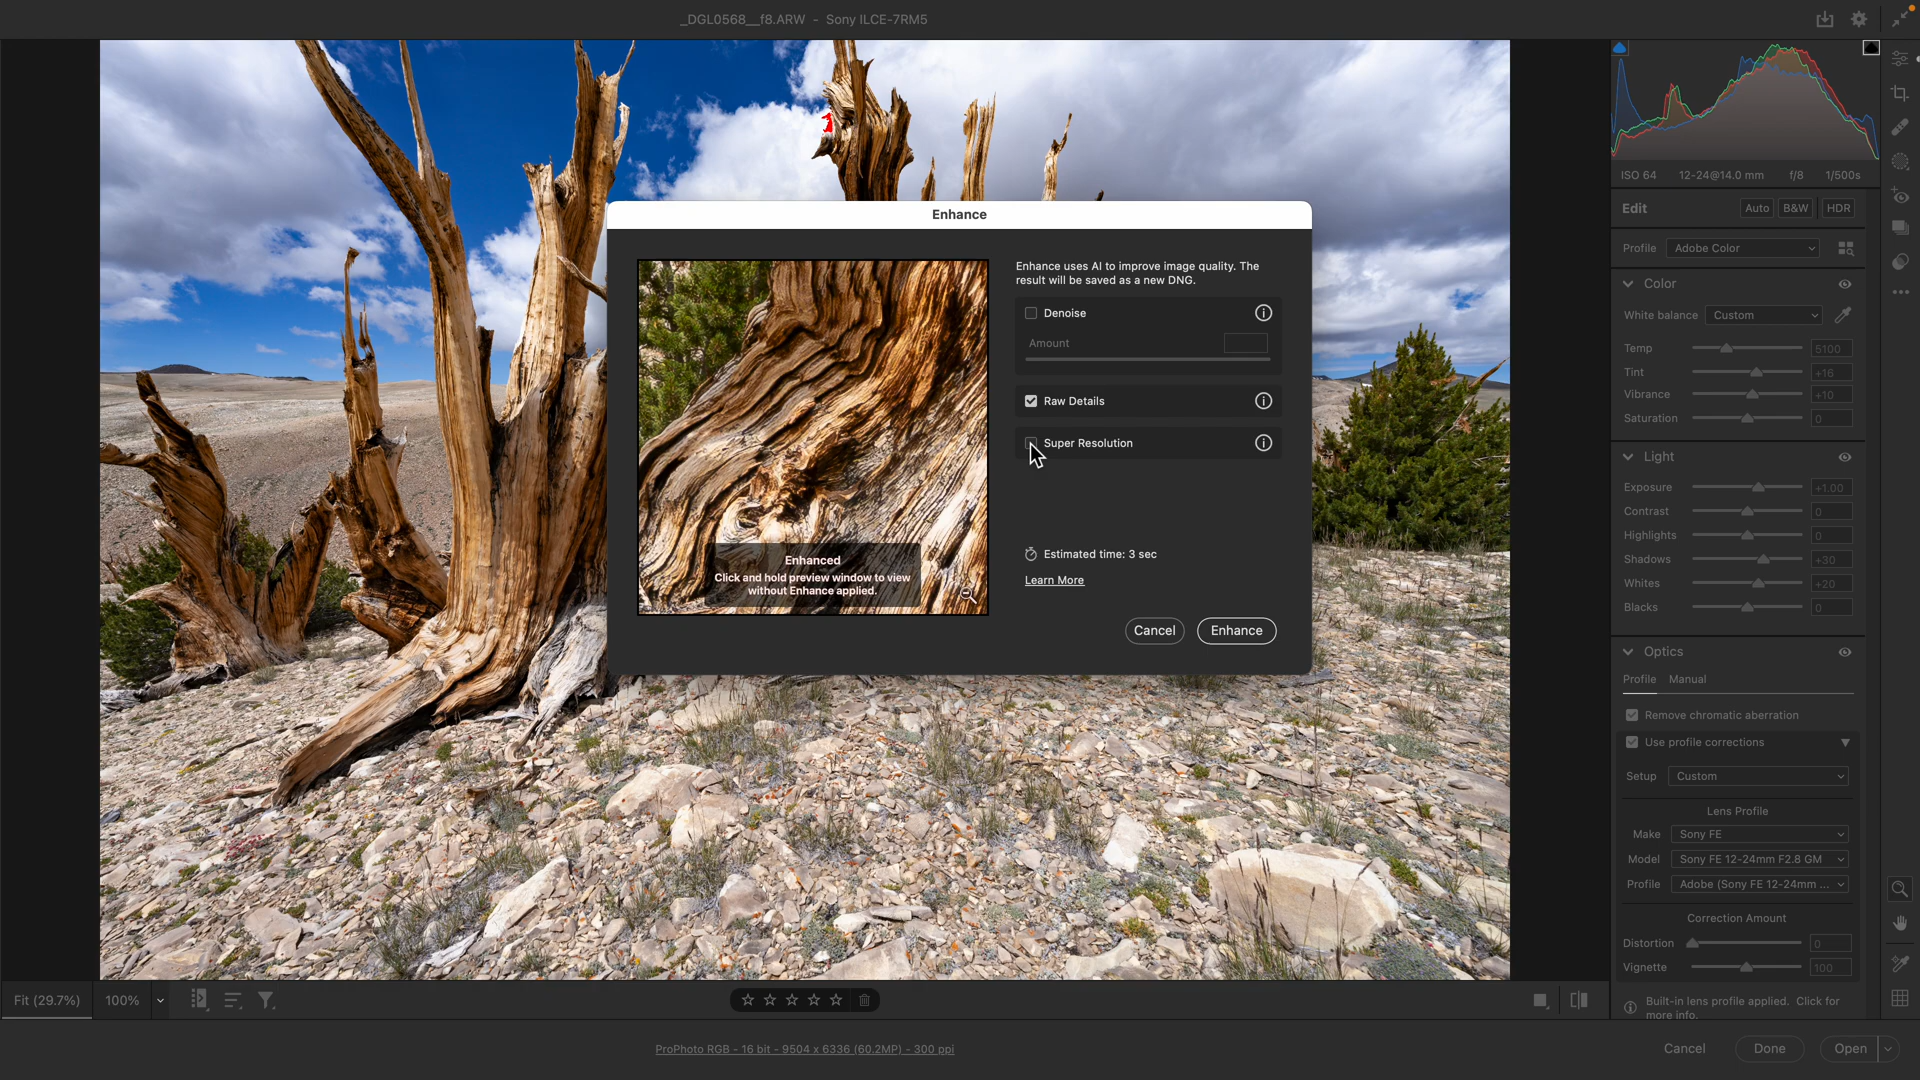 _DGL0568__f8.ARW - Sony ILCE-7RM5
ISO 64 12-24@14.0 mm f/8 1/500s
Edit Auto B&W HDR
Profile Adobe Color
Color
White balance Custom
Temp 5100
Tint +16
Vibrance +10
Saturation 0
Light
Exposure +1.00
Contrast 0
Highlights 0
Shadows +30
Whites +20
Blacks 0
Optics
Profile Manual
Remove chromatic aberration
Use profile corrections
Setup Custom
Lens Profile
Make Sony FE
Model Sony FE 12-24mm F2.8 GM
Profile Adobe (Sony FE 12-24mm ...
Correction Amount
Distortion 0
Vignette 100
Built-in lens profile applied. Click for
more info.
Enhance
Enhance uses AI to improve image quality. The
result will be saved as a new DNG.
Denoise
Amount
Raw Details
Super Resolution
Estimated time: 3 sec
Learn More
Cancel Enhance
Enhanced
Click and hold preview window to view
without Enhance applied.
Fit (29.7%) 100%
ProPhoto RGB - 16 bit - 9504 x 6336 (60.2MP) - 300 ppi
Cancel Done Open